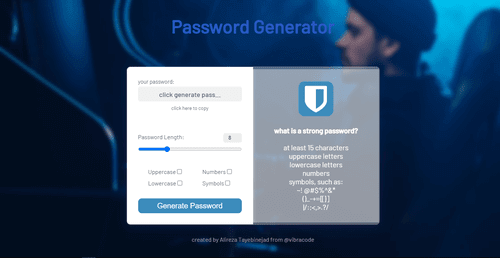 Password Generator
your password:
click generate pass...
click here to copy
Password Length:
8
Uppercase
Numbers
Lowercase
Symbols
Generate Password
what is a strong password?
at least 15 characters
uppercase letters
lowercase letters
numbers
symbols, such as:
created by Alireza Tayebinejad from @vibracode